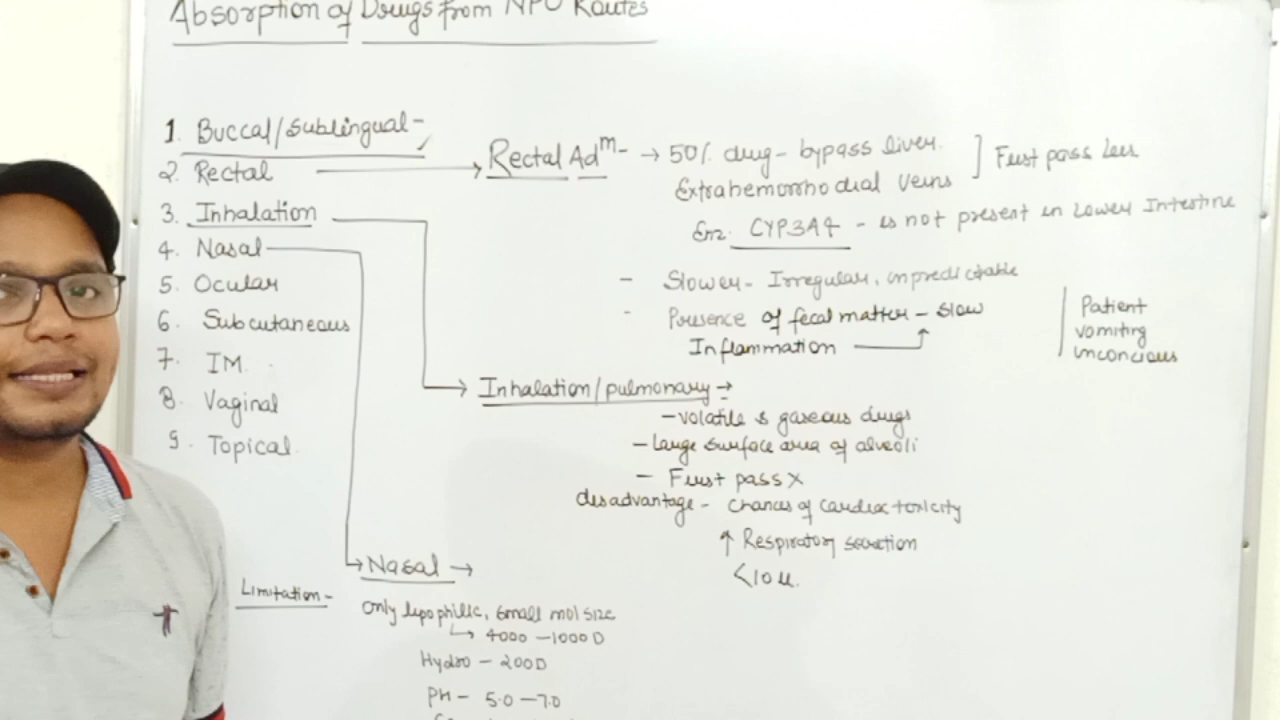 Absorption of Drugs from NPO Routes
1. Buccal/Sublingual -
2. Rectal
3. Inhalation
4. Nasal
5. Ocular
6. Subcutaneous
7. IM
8. Vaginal
9. Topical
Rectal Adm - → 50% drug - bypass liver.
Extrahemorrhodial veins
] First pass less
Enz. CYP3A4 - is not present in Lower Intestine
- Slower - Irregular, unpredictable
- Presence of fecal matter - slow
Inflammation
Patient
vomiting
unconcious
Inhalation/pulmonary →
- volatile & gaseous drugs
- Large surface area of alveoli
- First pass X
disadvantage - chances of cardiac toxicity
↑ Respiratory secretion
<10 u.
→ Nasal →
Limitation -
only lipophilic, small mol size
↳ 4000 - 1000 D
Hydro - 200D
PH - 5.0 - 7.0